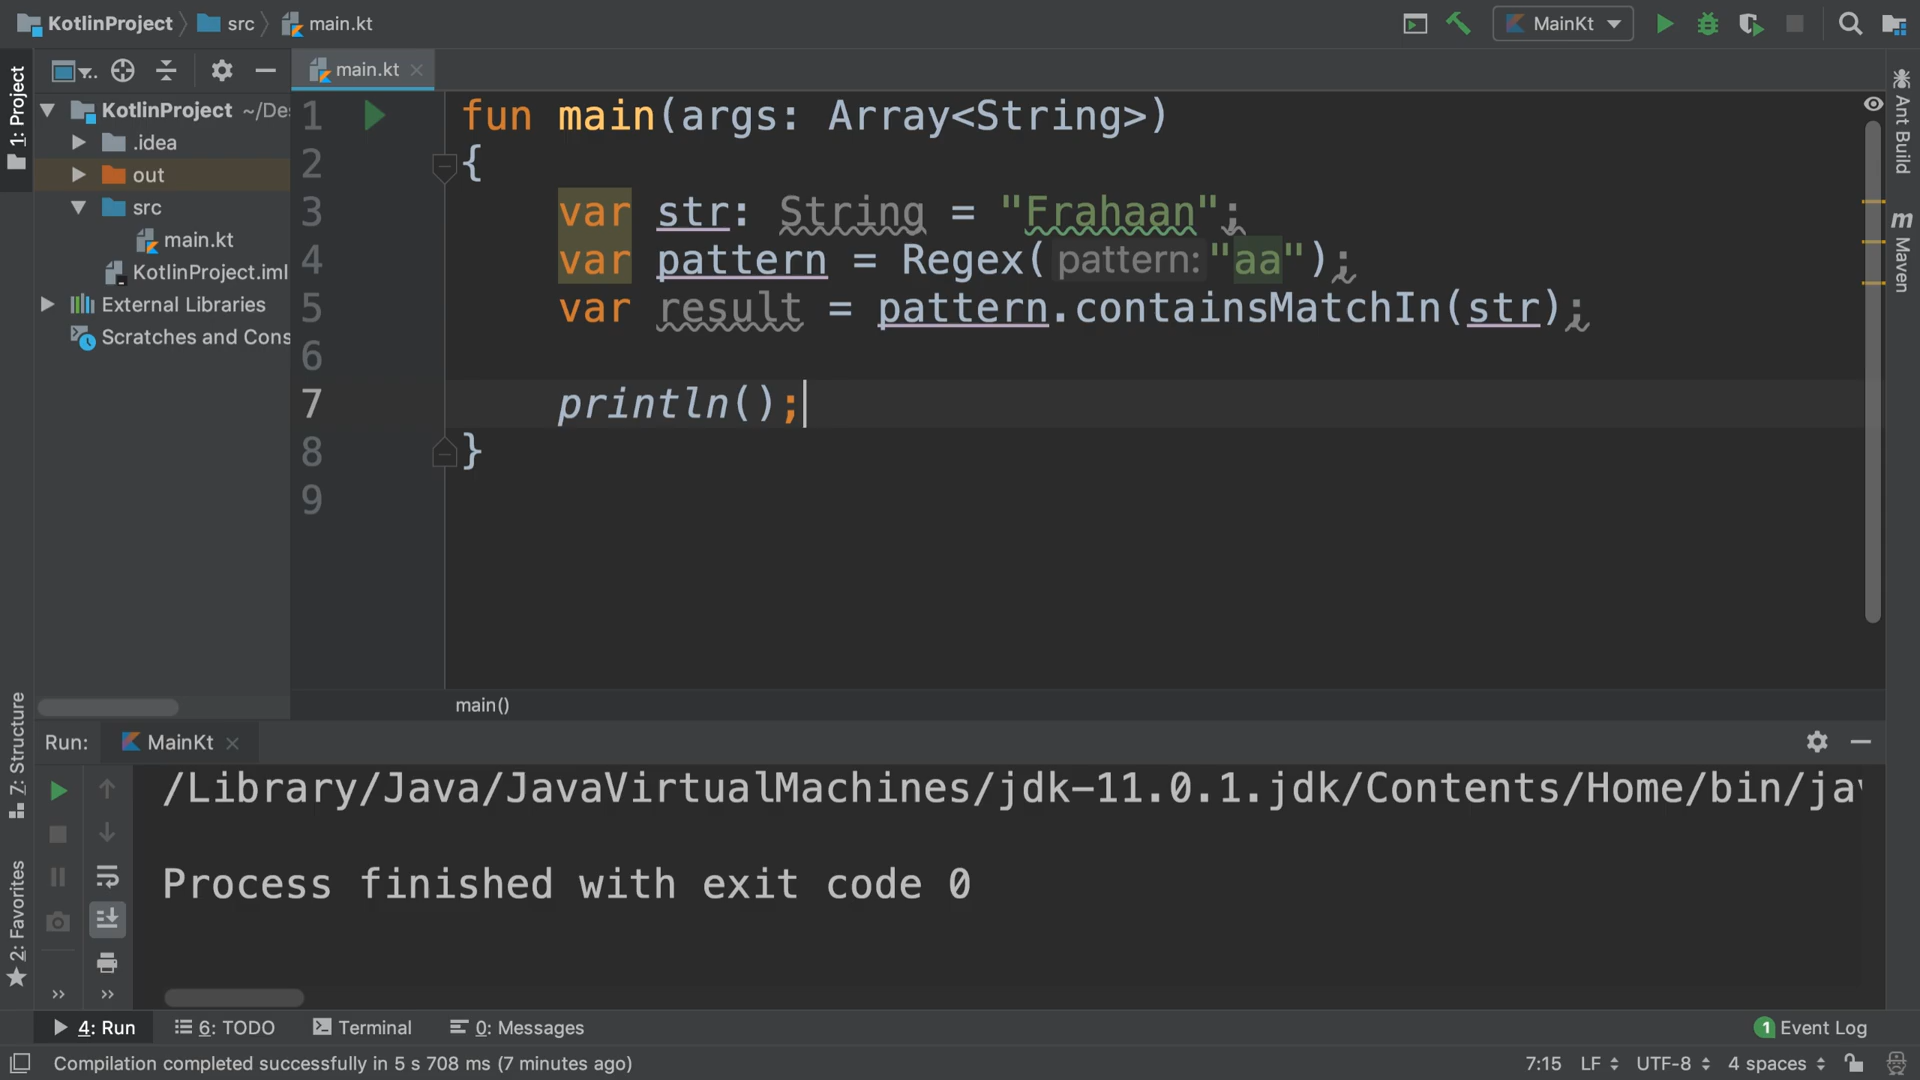 KotlinProject src main.kt MainKt
1: Project
main.kt
KotlinProject ~/De
.idea
out
src
main.kt
KotlinProject.iml
External Libraries
Scratches and Cons
1 fun main(args: Array<String>)
2 {
3 var str: String = "Frahaan";
4 var pattern = Regex( pattern: "aa");
5 var result = pattern.containsMatchIn(str);
6
7 println();
8 }
9
main()
Ant Build
m Maven
7: Structure
2: Favorites
Run: MainKt
/Library/Java/JavaVirtualMachines/jdk-11.0.1.jdk/Contents/Home/bin/jav
Process finished with exit code 0
4: Run 6: TODO Terminal 0: Messages 1 Event Log
Compilation completed successfully in 5 s 708 ms (7 minutes ago) 7:15 LF UTF-8 4 spaces